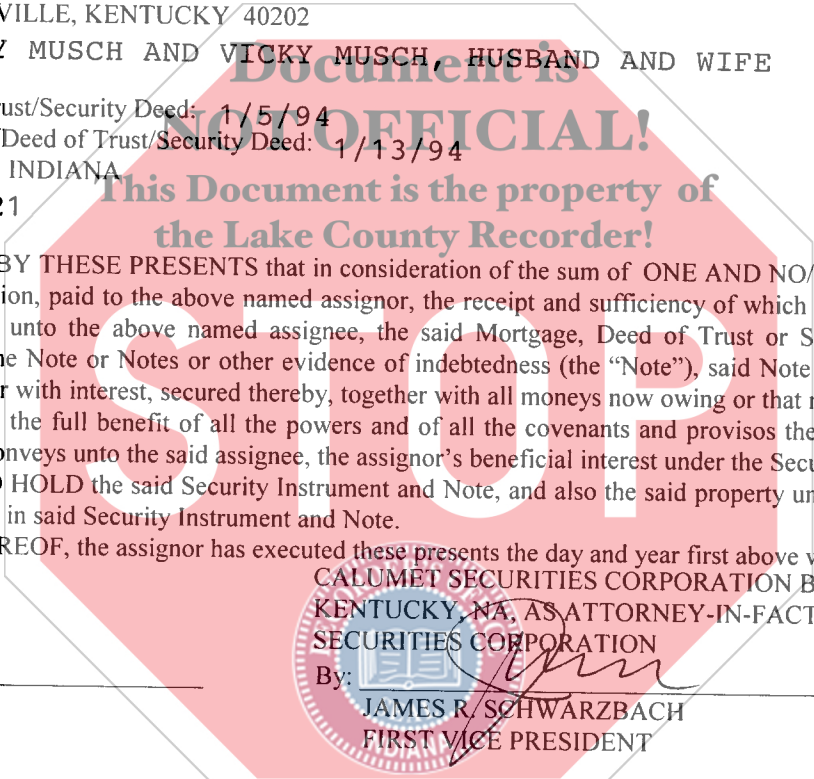 VILLE, KENTUCKY 40202
Y MUSCH AND VICKY MUSCH, HUSBAND AND WIFE
Document is
rust/Security Deed: 1/5/94
NOT OFFICIAL!
/Deed of Trust/Security Deed: 1/13/94
INDIANA
This Document is the property of
21
the Lake County Recorder!
BY THESE PRESENTS that in consideration of the sum of ONE AND NO/
ion, paid to the above named assignor, the receipt and sufficiency of which
unto the above named assignee, the said Mortgage, Deed of Trust or S
he Note or Notes or other evidence of indebtedness (the “Note”), said Note
r with interest, secured thereby, together with all moneys now owing or that
the full benefit of all the powers and of all the covenants and provisos the
onveys unto the said assignee, the assignor’s beneficial interest under the Secu
HOLD the said Security Instrument and Note, and also the said property un
in said Security Instrument and Note.
STOP
REOF, the assignor has executed these presents the day and year first above
CALUMET SECURITIES CORPORATION B
KENTUCKY, NA, AS ATTORNEY-IN-FACT
SECURITIES CORPORATION
By:
JAMES R. SCHWARZBACH
FIRST VICE PRESIDENT
RECORDER'S OFFICE
INDIANA